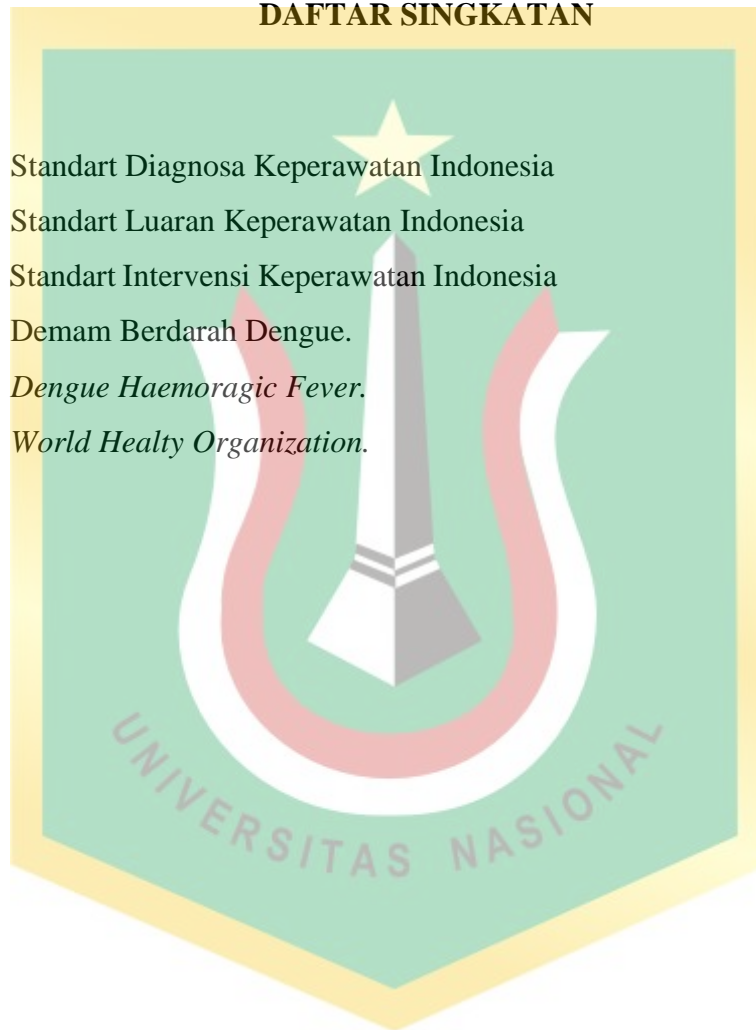 DAFTAR SINGKATAN
Standart Diagnosa Keperawatan Indonesia
Standart Luaran Keperawatan Indonesia
Standart Intervensi Keperawatan Indonesia
Demam Berdarah Dengue.
Dengue Haemoragic Fever.
World Healty Organization.
UNIVERSITAS NASIONAL